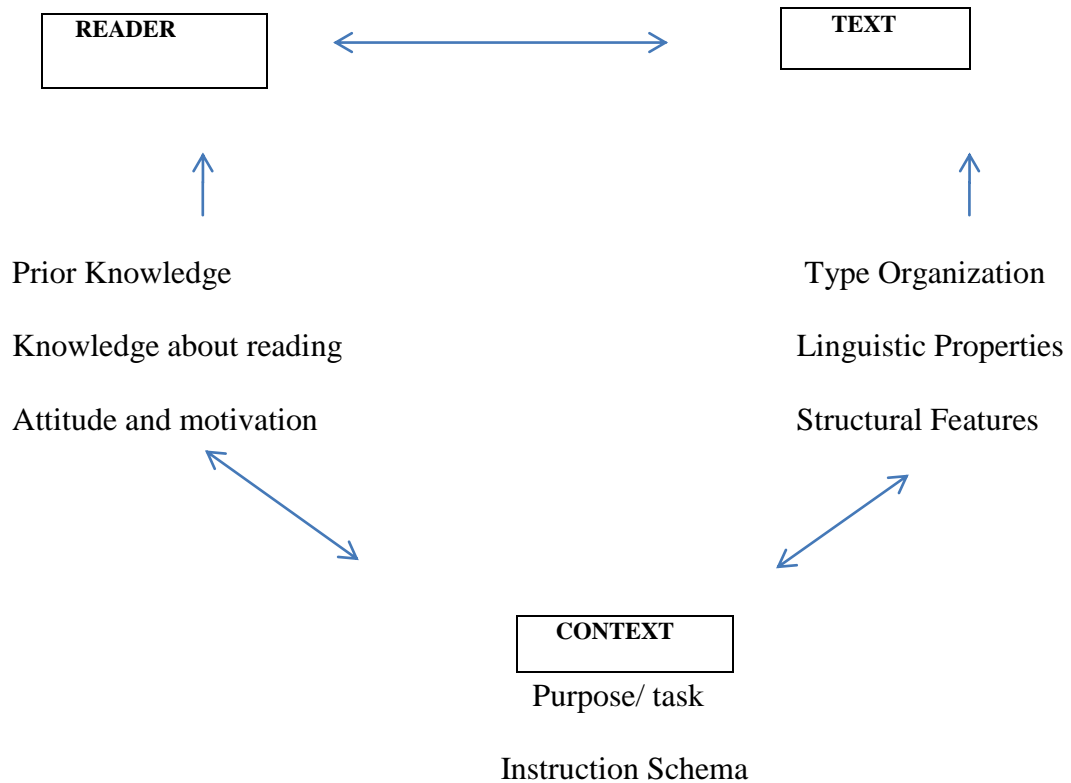 READER
TEXT
Prior Knowledge
Type Organization
Knowledge about reading
Linguistic Properties
Attitude and motivation
Structural Features
CONTEXT
Purpose/ task
Instruction Schema